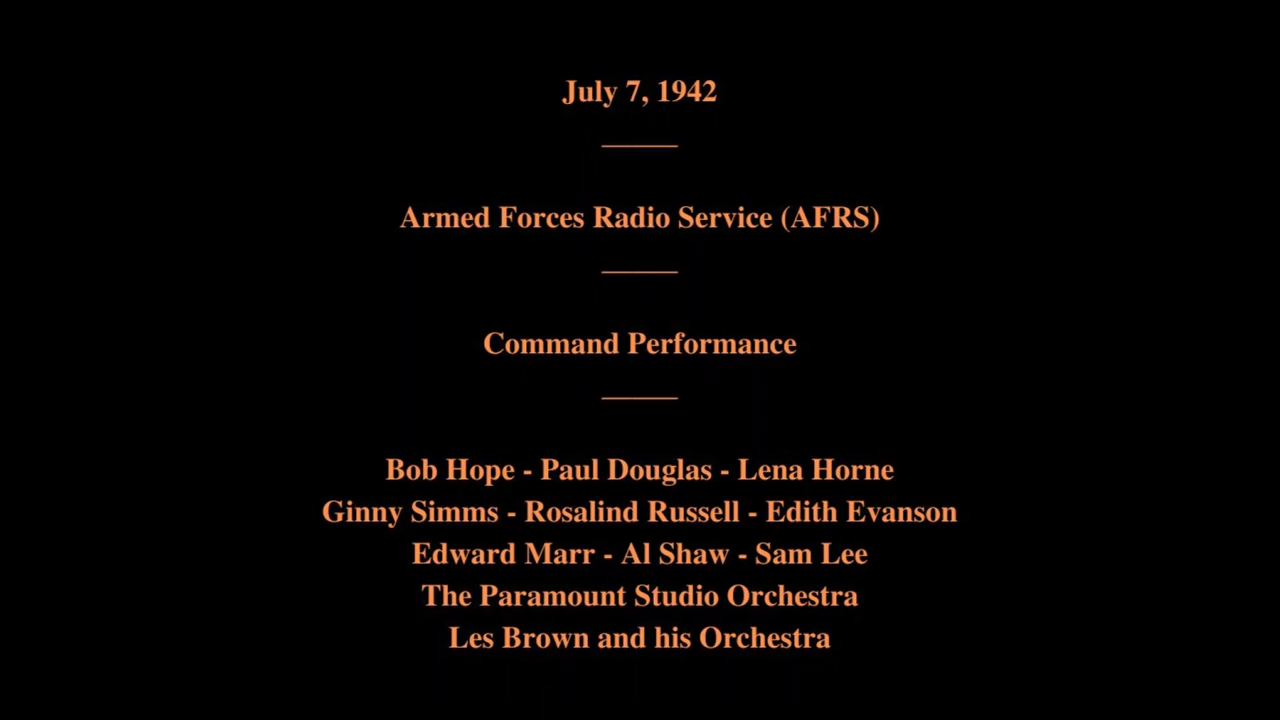 July 7, 1942
Armed Forces Radio Service (AFRS)
Command Performance
Bob Hope - Paul Douglas - Lena Horne
Ginny Simms - Rosalind Russell - Edith Evanson
Edward Marr - Al Shaw - Sam Lee
The Paramount Studio Orchestra
Les Brown and his Orchestra